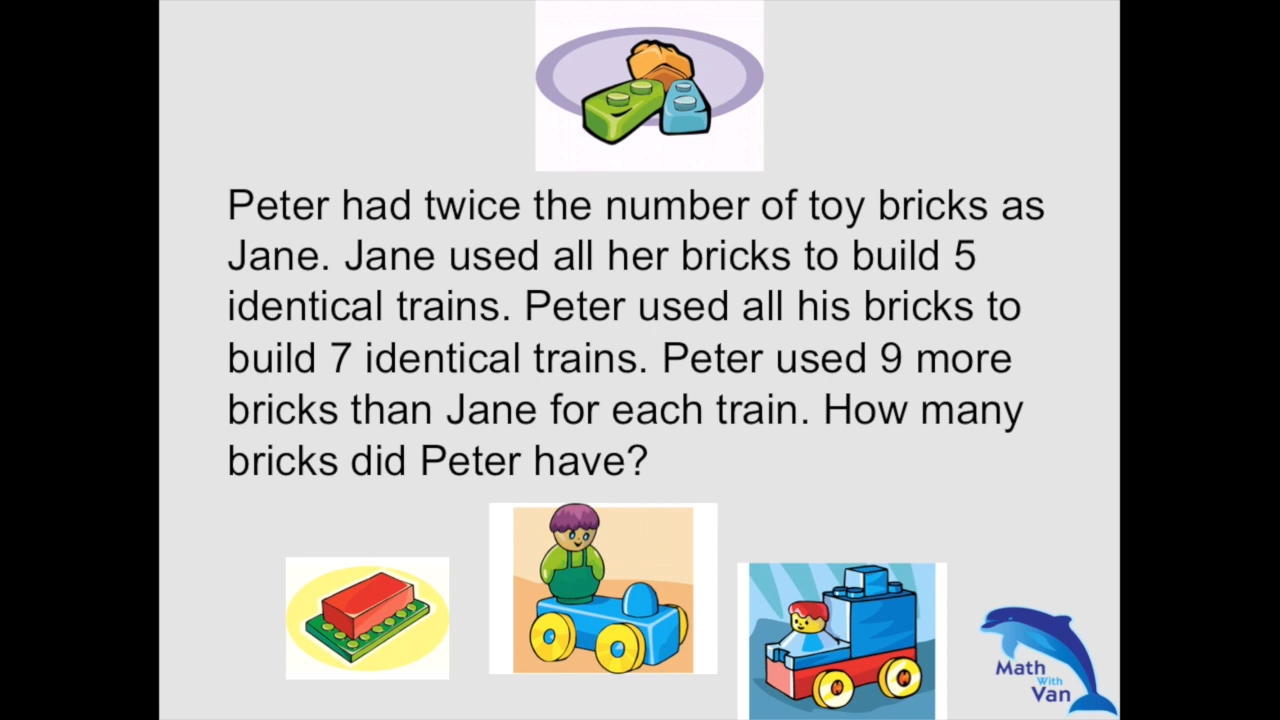 Peter had twice the number of toy bricks as
Jane. Jane used all her bricks to build 5
identical trains. Peter used all his bricks to
build 7 identical trains. Peter used 9 more
bricks than Jane for each train. How many
bricks did Peter have?
Math
With
Van